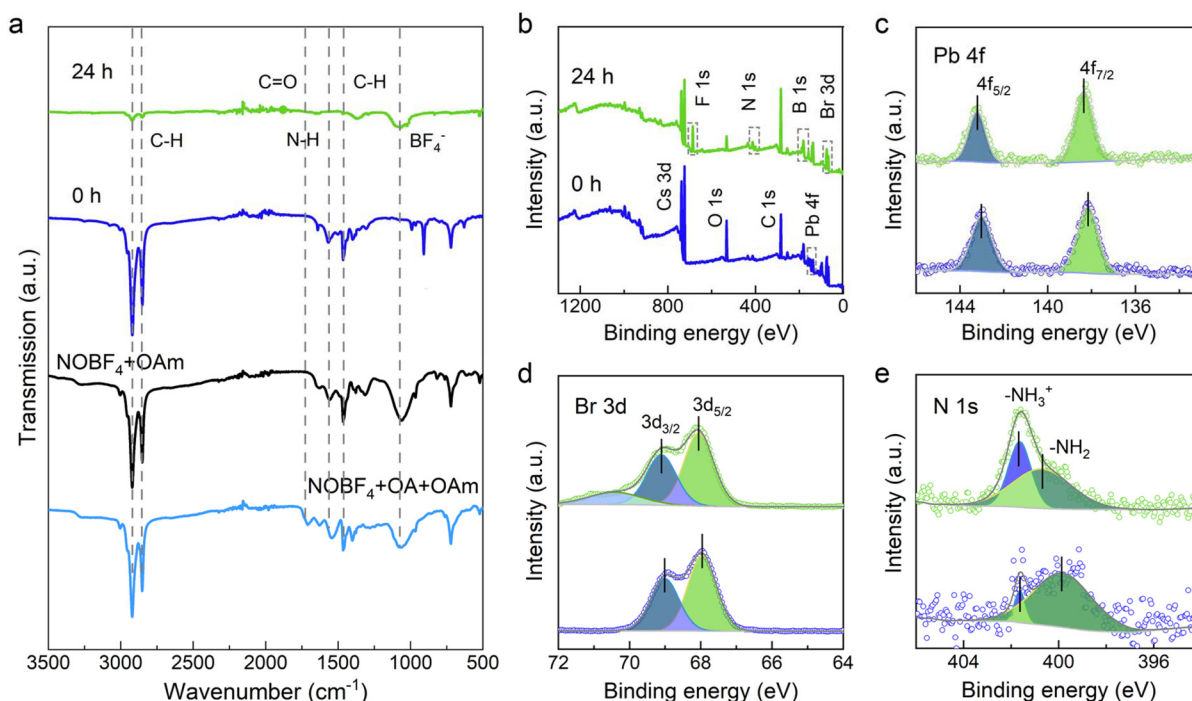 a
24 h
C=O
C-H
C-H
N-H
BF₄⁻
0 h
NOBF₄+OAm
NOBF₄+OA+OAm
Transmission (a.u.)
3500 3000 2500 2000 1500 1000 500
Wavenumber (cm⁻¹)
b
24 h
F 1s
N 1s
B 1s
Br 3d
0 h
Cs 3d
O 1s
C 1s
Pb 4f
Intensity (a.u.)
1200 800 400 0
Binding energy (eV)
c
Pb 4f
4f₅/₂
4f₇/₂
Intensity (a.u.)
144 140 136
Binding energy (eV)
d
Br 3d
3d₃/₂
3d₅/₂
Intensity (a.u.)
72 70 68 66 64
Binding energy (eV)
e
N 1s
-NH₃⁺
-NH₂
Intensity (a.u.)
404 400 396
Binding energy (eV)